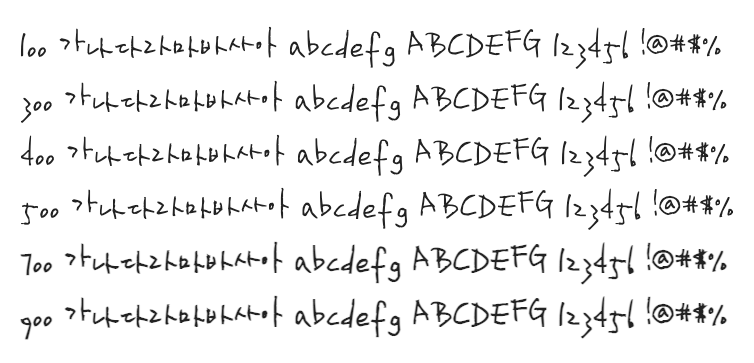 100 가나다라마바사아 abcdefg ABCDEFG 123456 !@#$%
300 가나다라마바사아 abcdefg ABCDEFG 123456 !@#$%
400 가나다라마바사아 abcdefg ABCDEFG 123456 !@#$%
500 가나다라마바사아 abcdefg ABCDEFG 123456 !@#$%
700 가나다라마바사아 abcdefg ABCDEFG 123456 !@#$%
900 가나다라마바사아 abcdefg ABCDEFG 123456 !@#$%